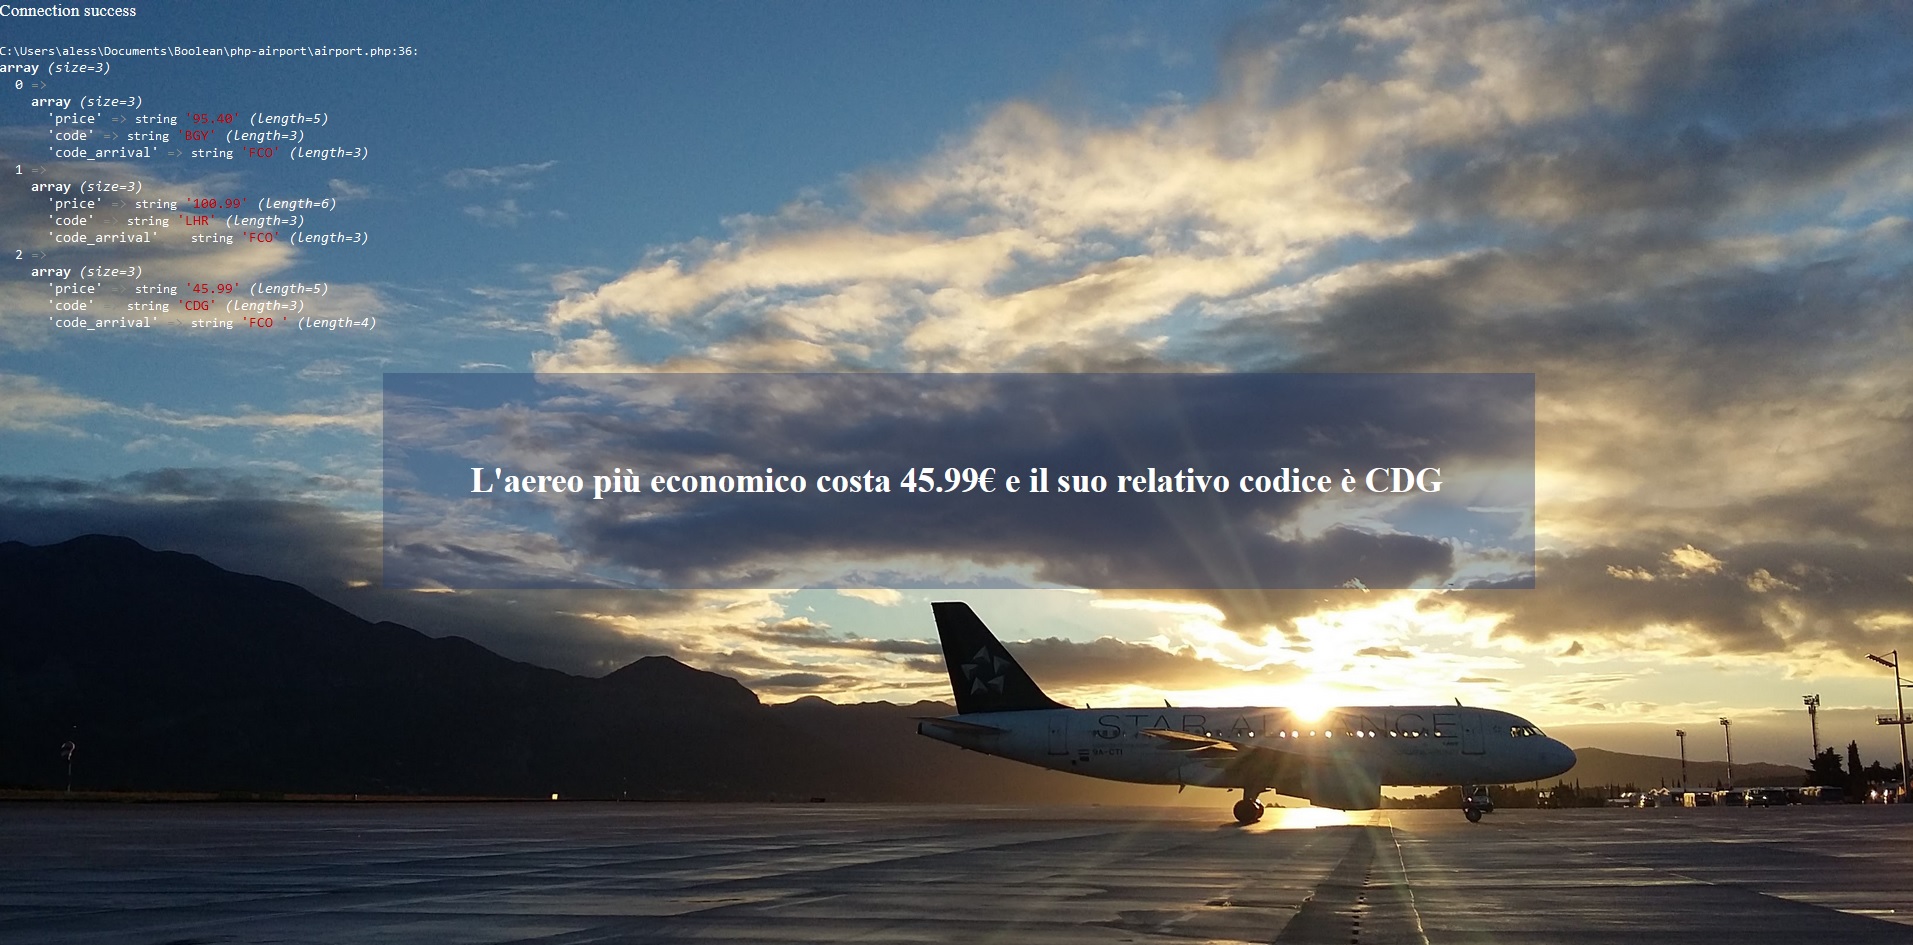 Connection success
C:\Users\aless\Documents\Boolean\php-airport\airport.php:36:
array (size=3)
  0 =>
    array (size=3)
      'price' => string '95.40' (length=5)
      'code' => string 'BGY' (length=3)
      'code_arrival' => string 'FCO' (length=3)
  1 =>
    array (size=3)
      'price' => string '100.99' (length=6)
      'code' => string 'LHR' (length=3)
      'code_arrival' => string 'FCO' (length=3)
  2 =>
    array (size=3)
      'price' => string '45.99' (length=5)
      'code' => string 'CDG' (length=3)
      'code_arrival' => string 'FCO ' (length=4)
L'aereo più economico costa 45.99€ e il suo relativo codice è CDG
STAR ALLIANCE
9A-CTI